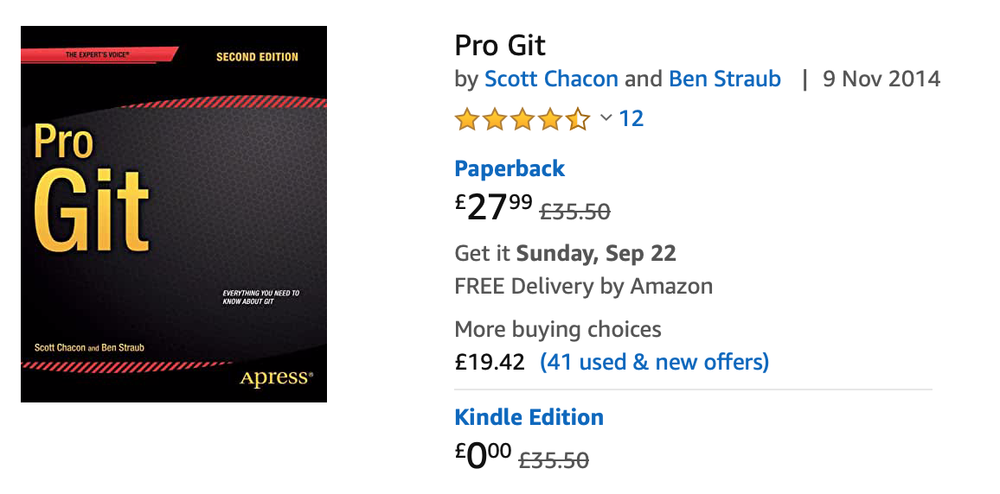 THE EXPERT'S VOICE®
SECOND EDITION
Pro
Git
EVERYTHING YOU NEED TO
KNOW ABOUT GIT
Scott Chacon and Ben Straub
Apress®
Pro Git
by Scott Chacon and Ben Straub | 9 Nov 2014
12
Paperback
£27.99 £35.50
Get it Sunday, Sep 22
FREE Delivery by Amazon
More buying choices
£19.42 (41 used & new offers)
Kindle Edition
£0.00 £35.50